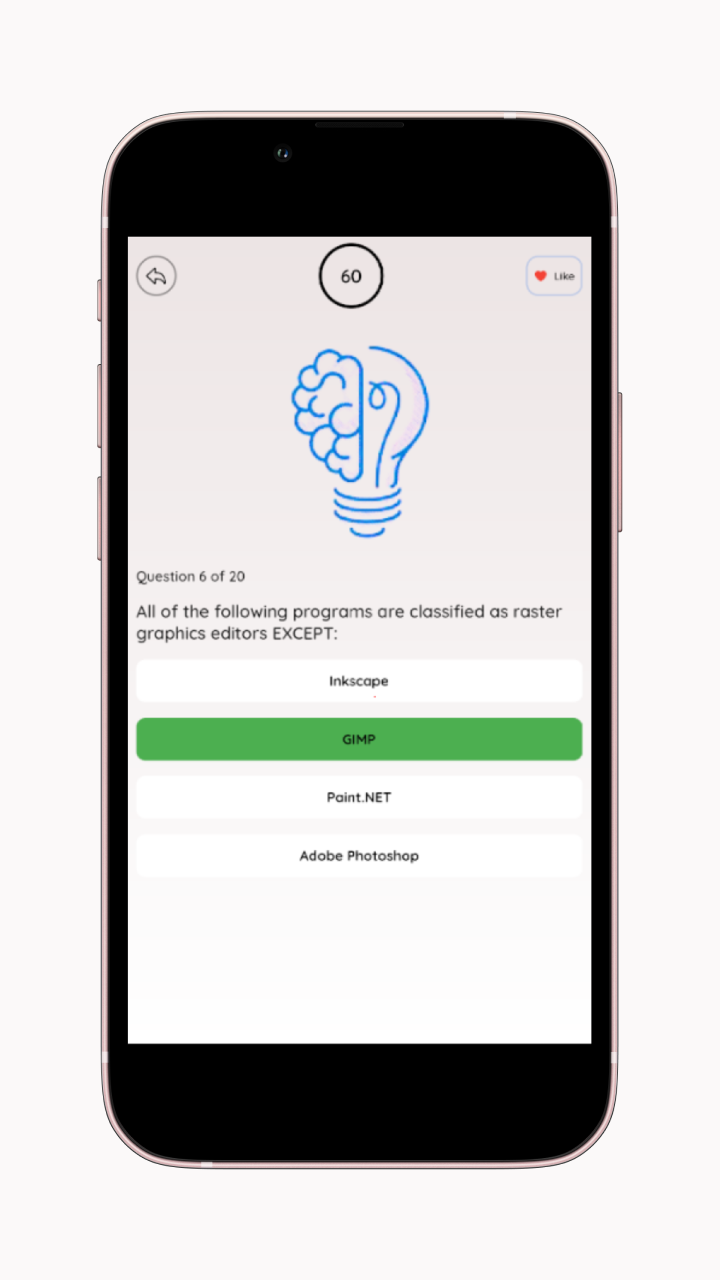 60
Like
Question 6 of 20
All of the following programs are classified as raster
graphics editors EXCEPT:
Inkscape
GIMP
Paint.NET
Adobe Photoshop